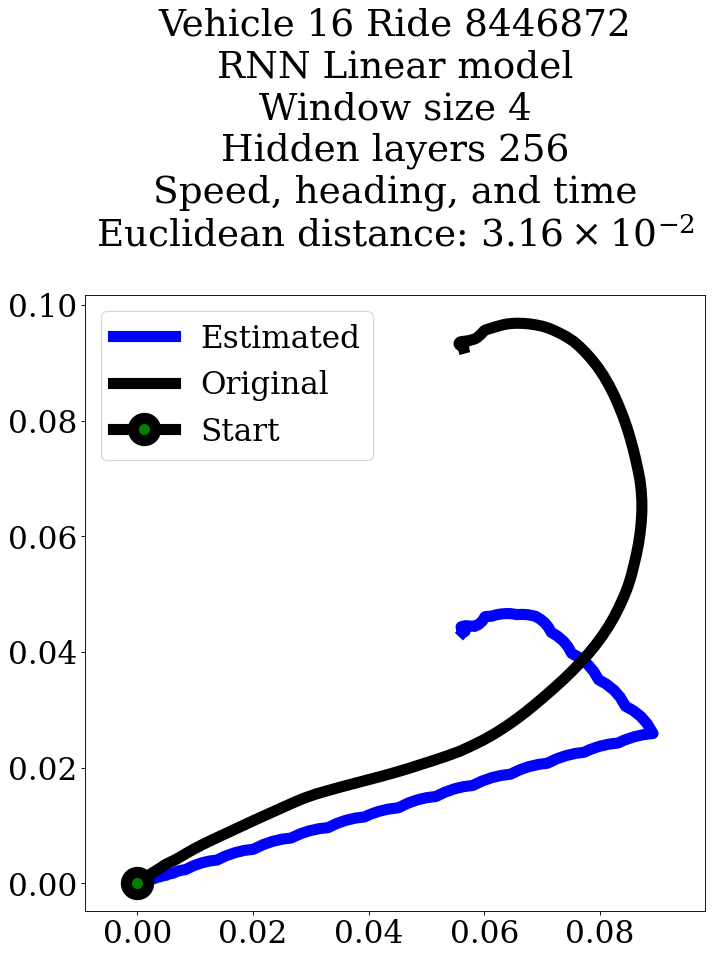 Vehicle 16 Ride 8446872
RNN Linear model
Window size 4
Hidden layers 256
Speed, heading, and time
Euclidean distance: 3.16 × 10⁻²
0.10
0.08
0.06
0.04
0.02
0.00
Estimated
Original
Start
0.00 0.02 0.04 0.06 0.08